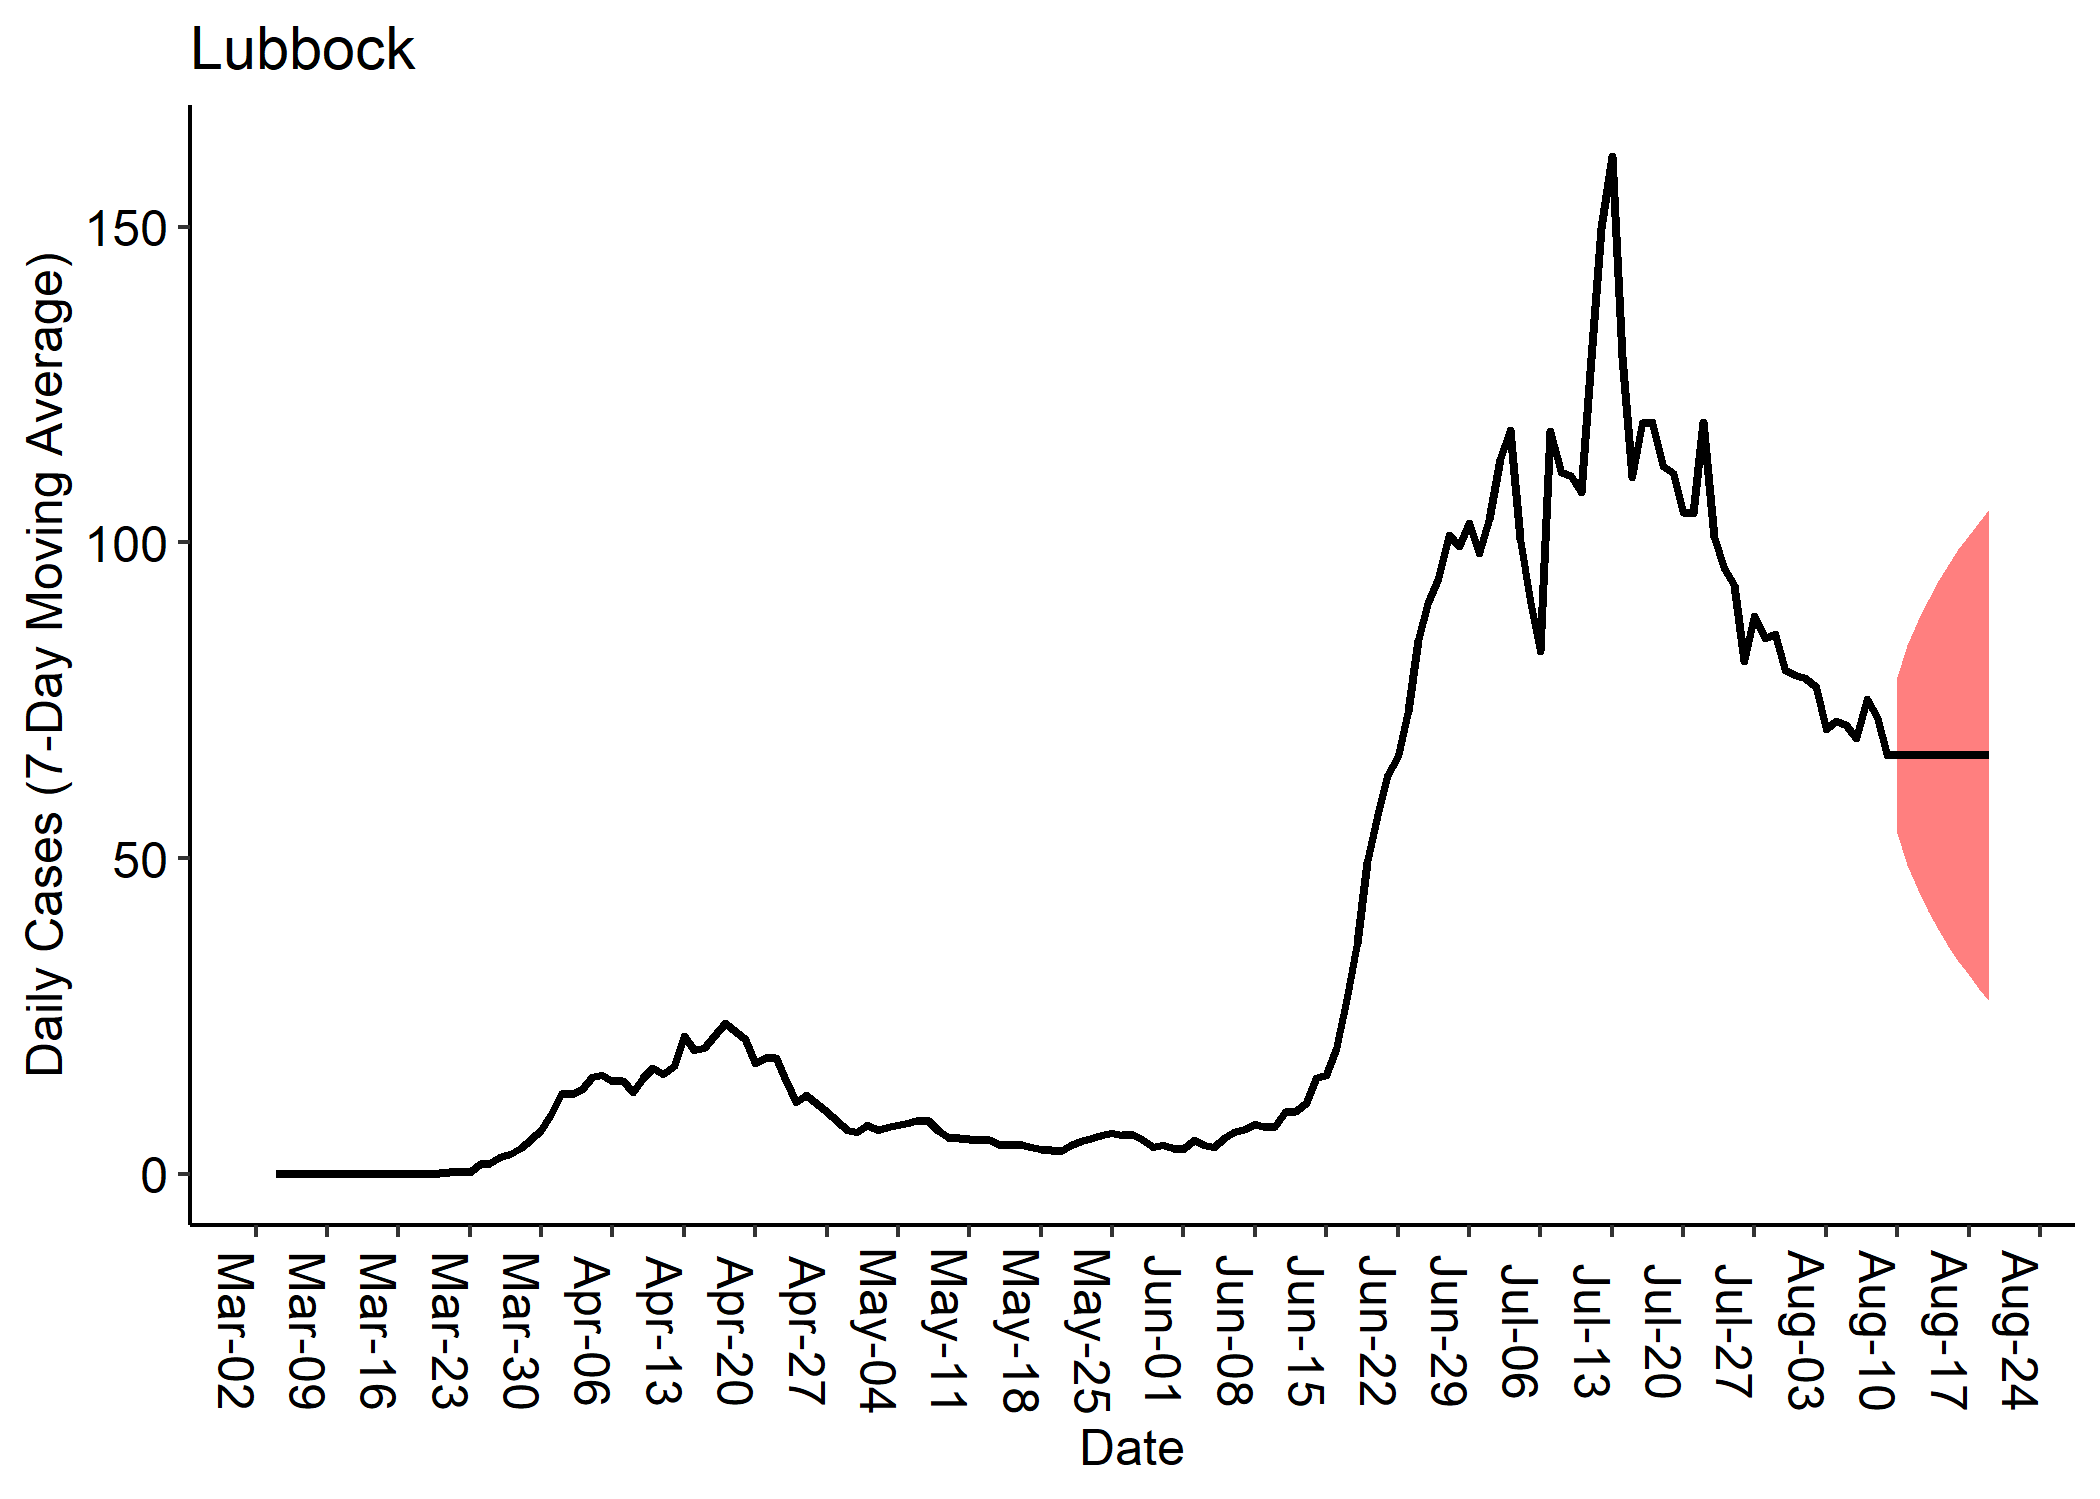 Lubbock
Daily Cases (7-Day Moving Average)
150
100
50
0
Mar-02
Mar-09
Mar-16
Mar-23
Mar-30
Apr-06
Apr-13
Apr-20
Apr-27
May-04
May-11
May-18
May-25
Jun-01
Jun-08
Jun-15
Jun-22
Jun-29
Jul-06
Jul-13
Jul-20
Jul-27
Aug-03
Aug-10
Aug-17
Aug-24
Date